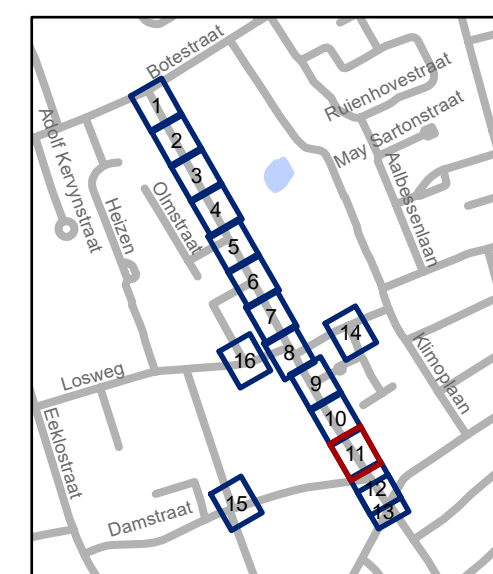 Botestraat
Ruienhovestraat
May Sartonstraat
Adolf Kervynstraat
Aalbessenlaan
Heizen
Olmstraat
1
2
3
4
5
6
7
8
14
16
9
Klimoplaan
Losweg
10
Eeklostraat
11
12
15
13
Damstraat